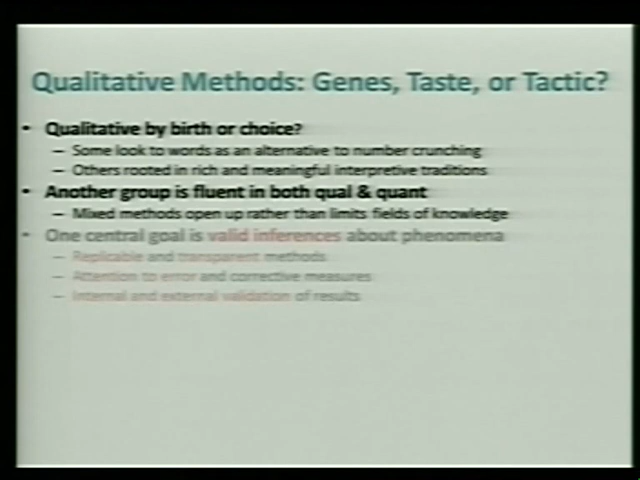 Qualitative Methods: Genes, Taste, or Tactic?
• Qualitative by birth or choice?
– Some look to words as an alternative to number crunching
– Others rooted in rich and meaningful interpretive traditions
• Another group is fluent in both qual & quant
– Mixed methods open up rather than limits fields of knowledge
• One central goal is valid inferences about phenomena
– Replicable and transparent methods
– Attention to error and corrective measures
– Internal and external validation of results